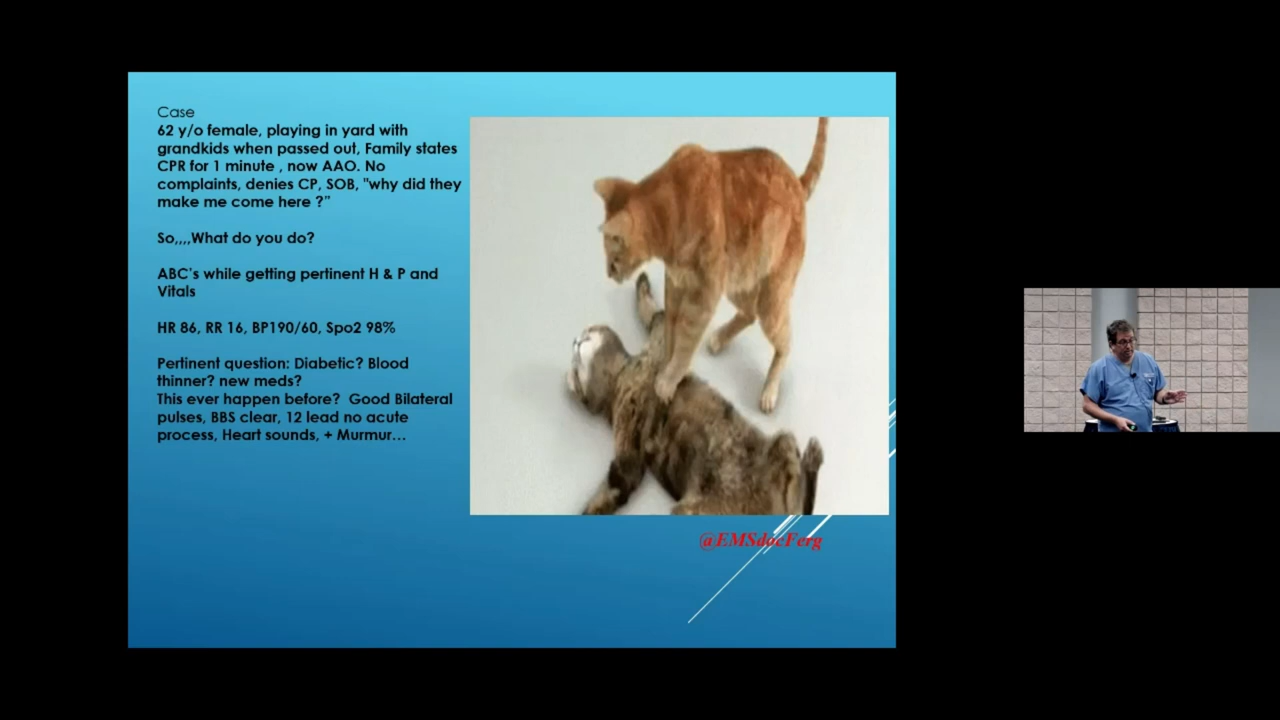 Case
62 y/o female, playing in yard with
grandkids when passed out, Family states
CPR for 1 minute , now AAO. No
complaints, denies CP, SOB, "why did they
make me come here ?"
So,,,,What do you do?
ABC's while getting pertinent H & P and
Vitals
HR 86, RR 16, BP190/60, Spo2 98%
Pertinent question: Diabetic? Blood
thinner? new meds?
This ever happen before?  Good Bilateral
pulses, BBS clear, 12 lead no acute
process, Heart sounds, + Murmur...
@EMSdocFerg